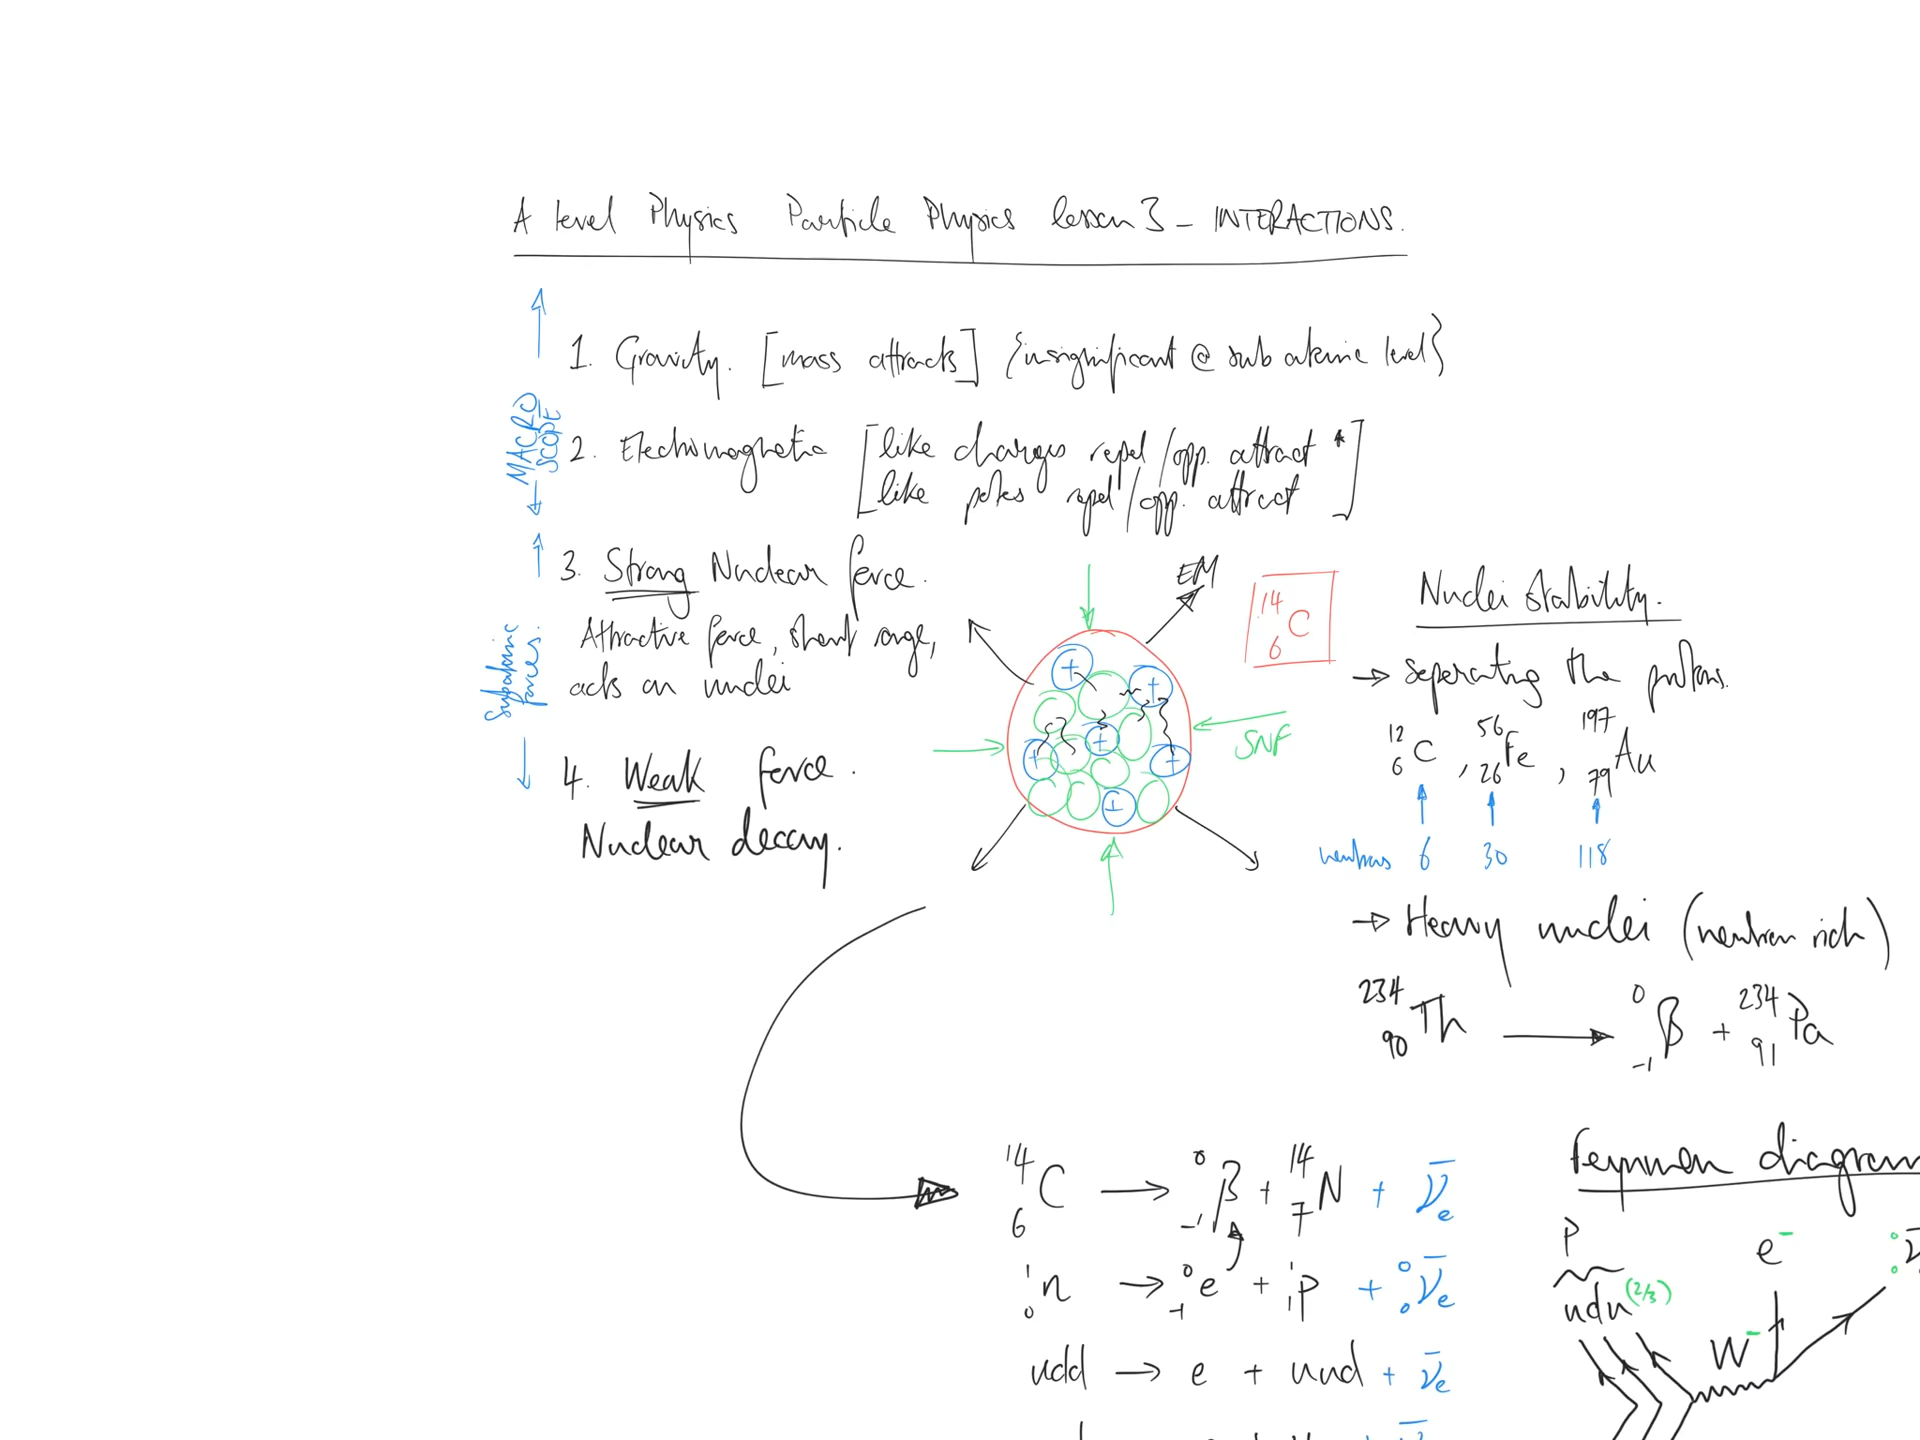 A level Physics Particle Physics lesson 3 - INTERACTIONS.
MACRO
SCOPE
1. Gravity. [mass attracts] {insignificant @ sub atomic level}
2. Electromagnetic [like charges repel/opp. attract *]
like poles repel/opp. attract
Subatomic
forces.
3. Strong Nuclear force.
Attractive force, short range,
acts on nuclei
4. Weak force.
Nuclear decay.
EM
SNF
14 6 C
+ + + + + +
Nuclei stability.
→ seperating the protons.
12 6 C, 56 26 Fe, 197 79 Au
neutrons 6 30 118
→ Heavy nuclei (neutron rich)
234 90 Th → 0 -1 β + 234 91 Pa
14 6 C → 0 -1 β + 14 7 N + ν̄e
1 0 n → 0 -1 e + 1 1 p + 0 0 ν̄e
udd → e + uud + ν̄e
Feynman diagram
p
udu (2/3)
e-
W-
0 0 ν̄